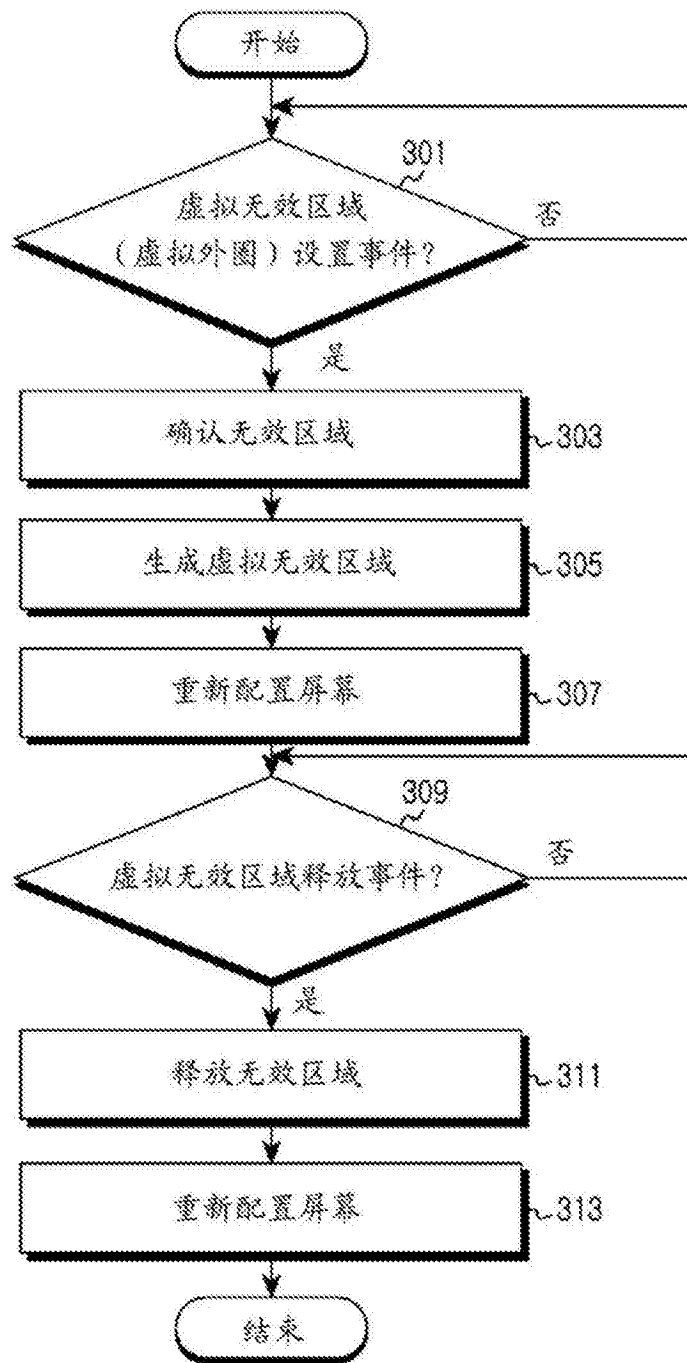 开始
301
虚拟无效区域
（虚拟外圈）设置事件？
否
是
确认无效区域
303
生成虚拟无效区域
305
重新配置屏幕
307
309
虚拟无效区域释放事件？
否
是
释放无效区域
311
重新配置屏幕
313
结束